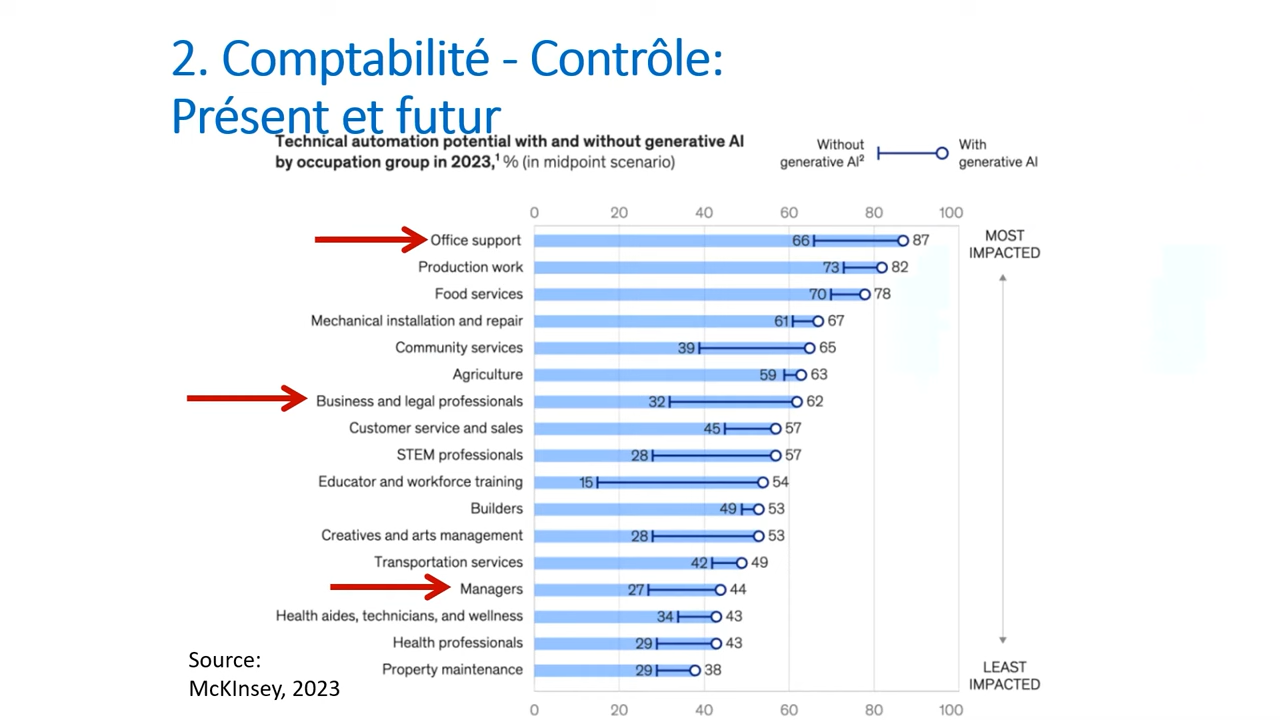 2. Comptabilité - Contrôle:
Présent et futur
Technical automation potential with and without generative AI
by occupation group in 2023,¹ % (in midpoint scenario)
Without
generative AI²
With
generative AI
0 20 40 60 80 100
Office support 66 87
Production work 73 82
Food services 70 78
Mechanical installation and repair 61 67
Community services 39 65
Agriculture 59 63
Business and legal professionals 32 62
Customer service and sales 45 57
STEM professionals 28 57
Educator and workforce training 15 54
Builders 49 53
Creatives and arts management 28 53
Transportation services 42 49
Managers 27 44
Health aides, technicians, and wellness 34 43
Health professionals 29 43
Property maintenance 29 38
0 20 40 60 80 100
MOST
IMPACTED
LEAST
IMPACTED
Source:
McKInsey, 2023